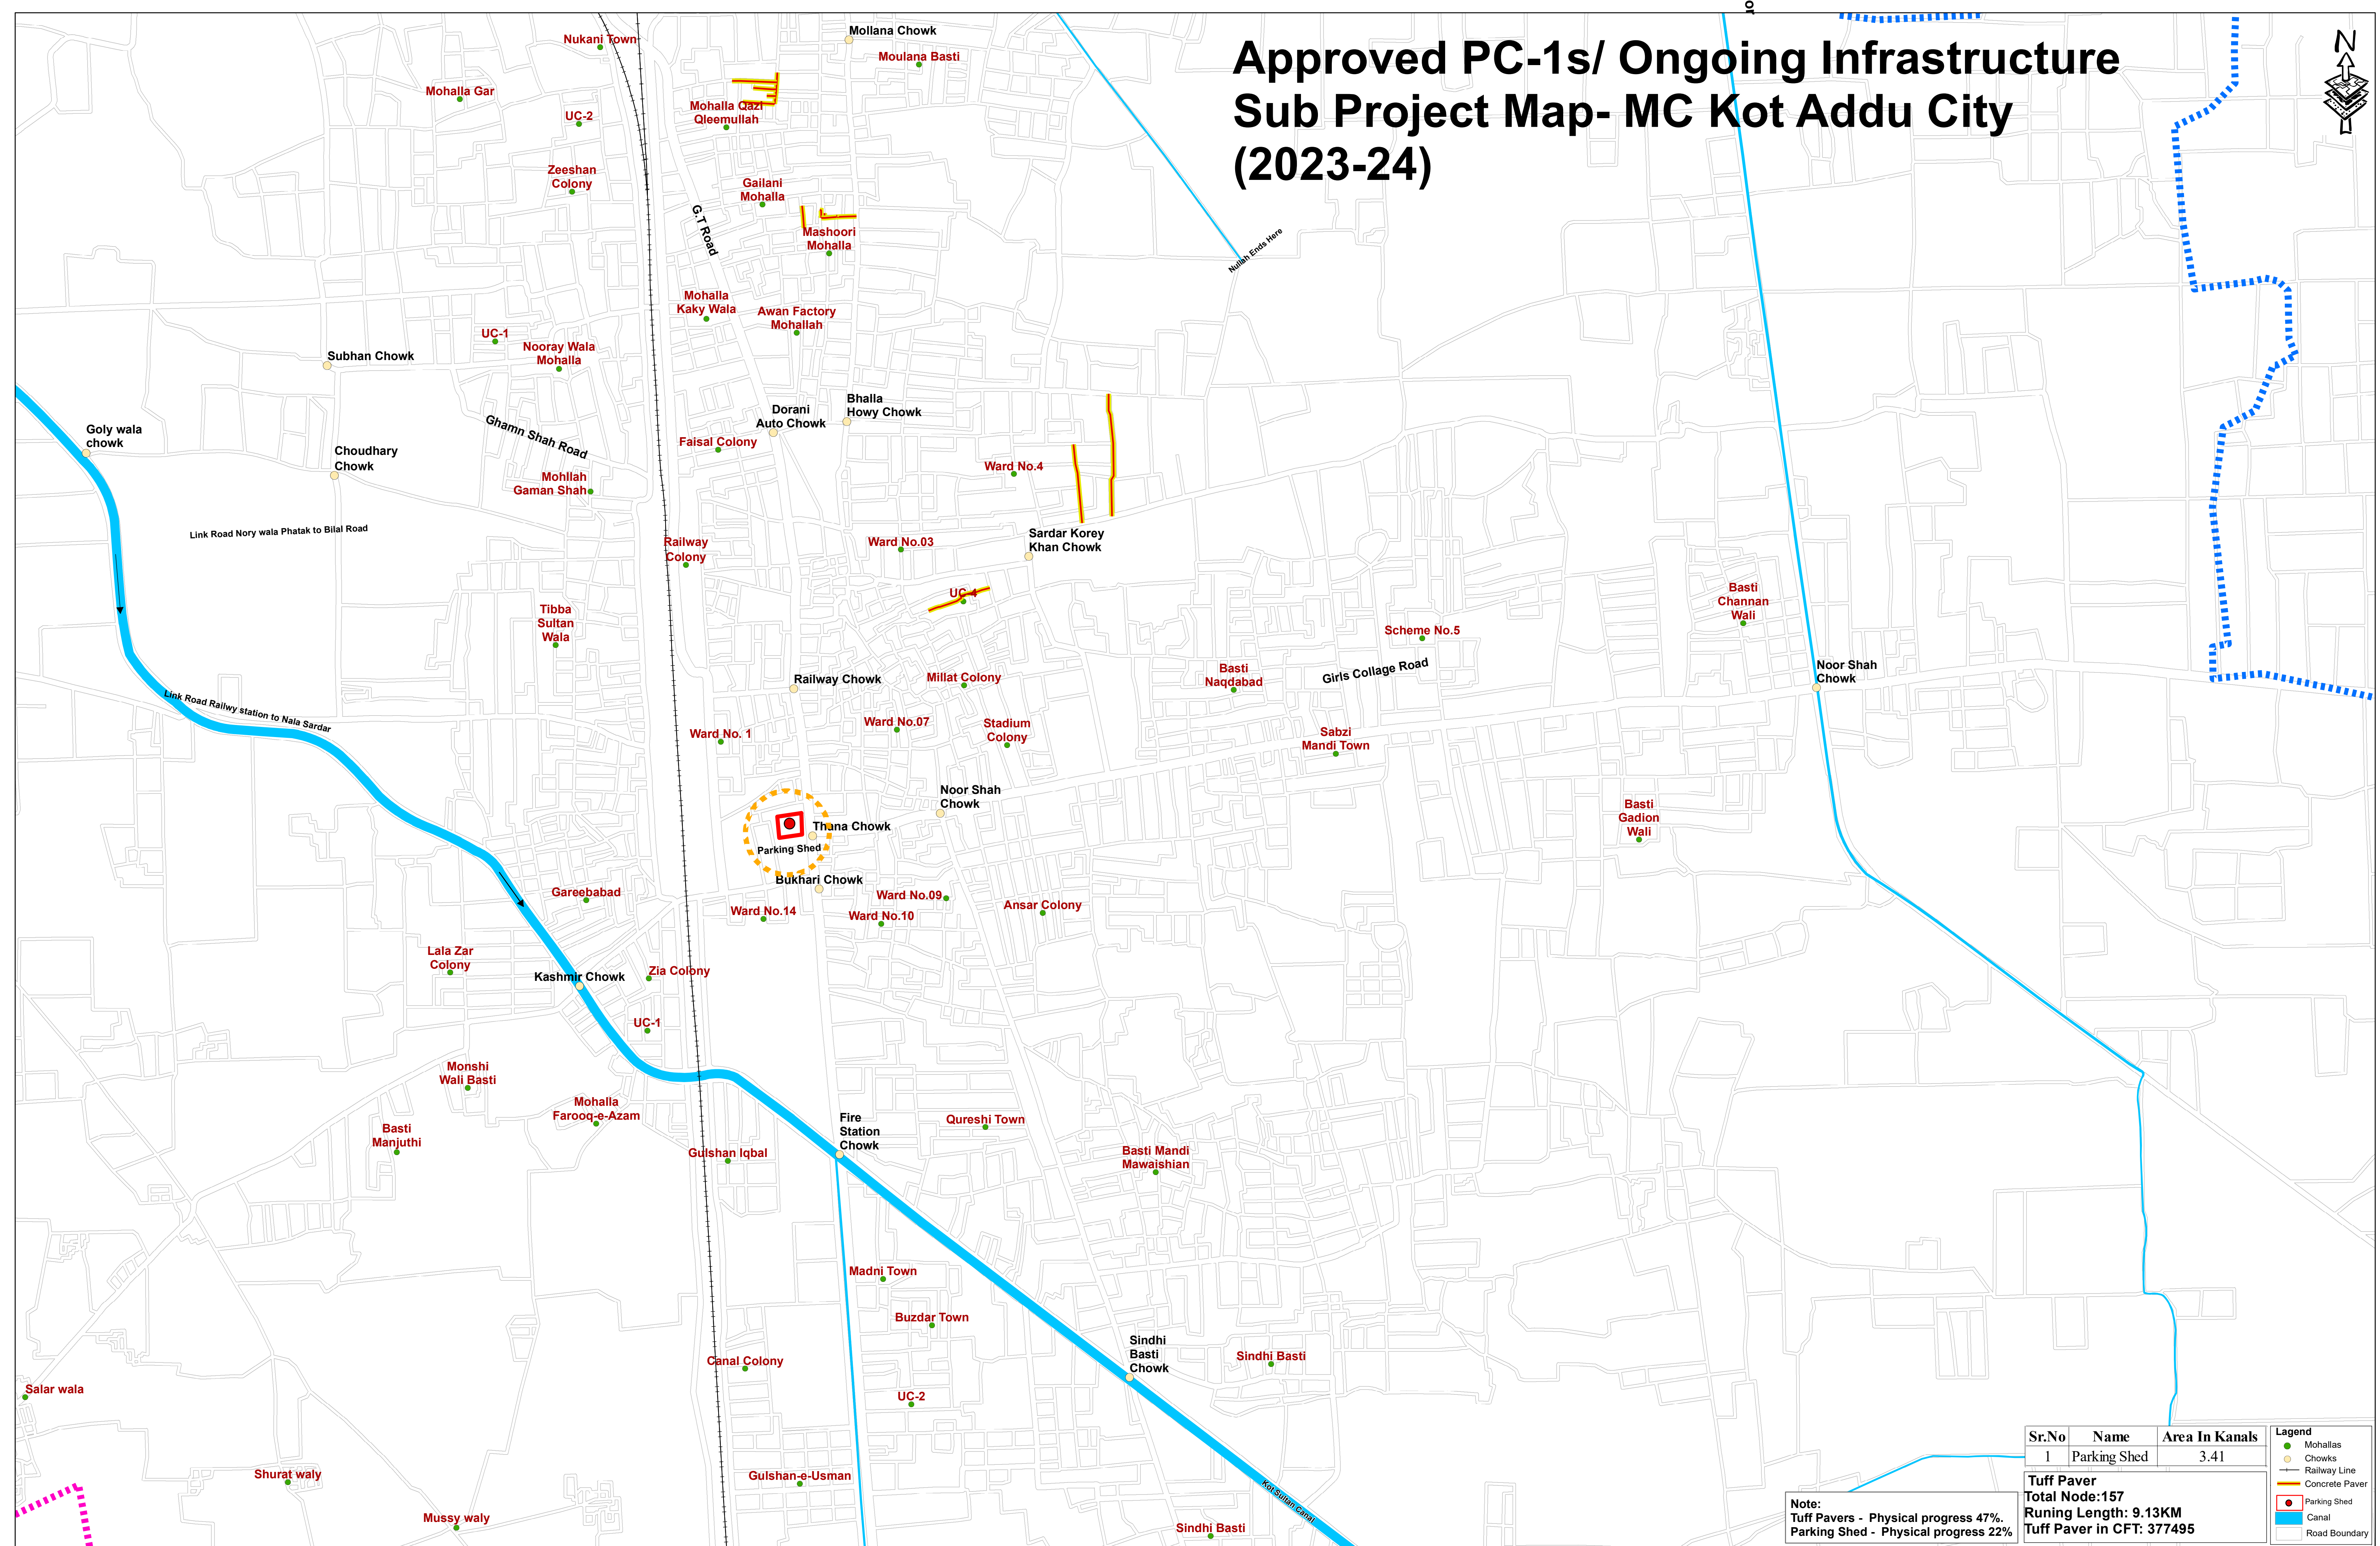 or
Approved PC-1s/ Ongoing Infrastructure
Sub Project Map- MC Kot Addu City
(2023-24)
N
Mollana Chowk
Nukani Town
Moulana Basti
Mohalla Gar
Mohalla Qazi
Qleemullah
UC-2
Zeeshan
Colony
Gailani
Mohalla
G.T Road
Mashoori
Mohalla
Nullah Ends Here
Mohalla
Kaky Wala
Awan Factory
Mohallah
UC-1
Nooray Wala
Mohalla
Subhan Chowk
Bhalla
Howy Chowk
Dorani
Auto Chowk
Goly wala
chowk
Ghamn Shah Road
Faisal Colony
Choudhary
Chowk
Ward No.4
Mohllah
Gaman Shah
Link Road Nory wala Phatak to Bilal Road
Railway
Colony
Ward No.03
Sardar Korey
Khan Chowk
UC-4
Basti
Channan
Wali
Tibba
Sultan
Wala
Scheme No.5
Girls Collage Road
Noor Shah
Chowk
Railway Chowk
Millat Colony
Basti
Naqdabad
Link Road Railwy station to Nala Sardar
Ward No. 1
Ward No.07
Stadium
Colony
Sabzi
Mandi Town
Noor Shah
Chowk
Thana Chowk
Parking Shed
Basti
Gadion
Wali
Bukhari Chowk
Gareebabad
Ward No.14
Ward No.09
Ward No.10
Ansar Colony
Lala Zar
Colony
Kashmir Chowk
Zia Colony
UC-1
Monshi
Wali Basti
Mohalla
Farooq-e-Azam
Basti
Manjuthi
Fire
Station
Chowk
Qureshi Town
Gulshan Iqbal
Basti Mandi
Mawaishian
Madni Town
Buzdar Town
Canal Colony
Sindhi
Basti
Chowk
Sindhi Basti
Salar wala
UC-2
Shurat waly
Gulshan-e-Usman
Mussy waly
Kot Sultan Canal
Sindhi Basti
Sr.No Name Area In Kanals
1 Parking Shed 3.41
Tuff Paver
Total Node:157
Runing Length: 9.13KM
Tuff Paver in CFT: 377495
Note:
Tuff Pavers - Physical progress 47%.
Parking Shed - Physical progress 22%
Legend
Mohallas
Chowks
Railway Line
Concrete Paver
Parking Shed
Canal
Road Boundary